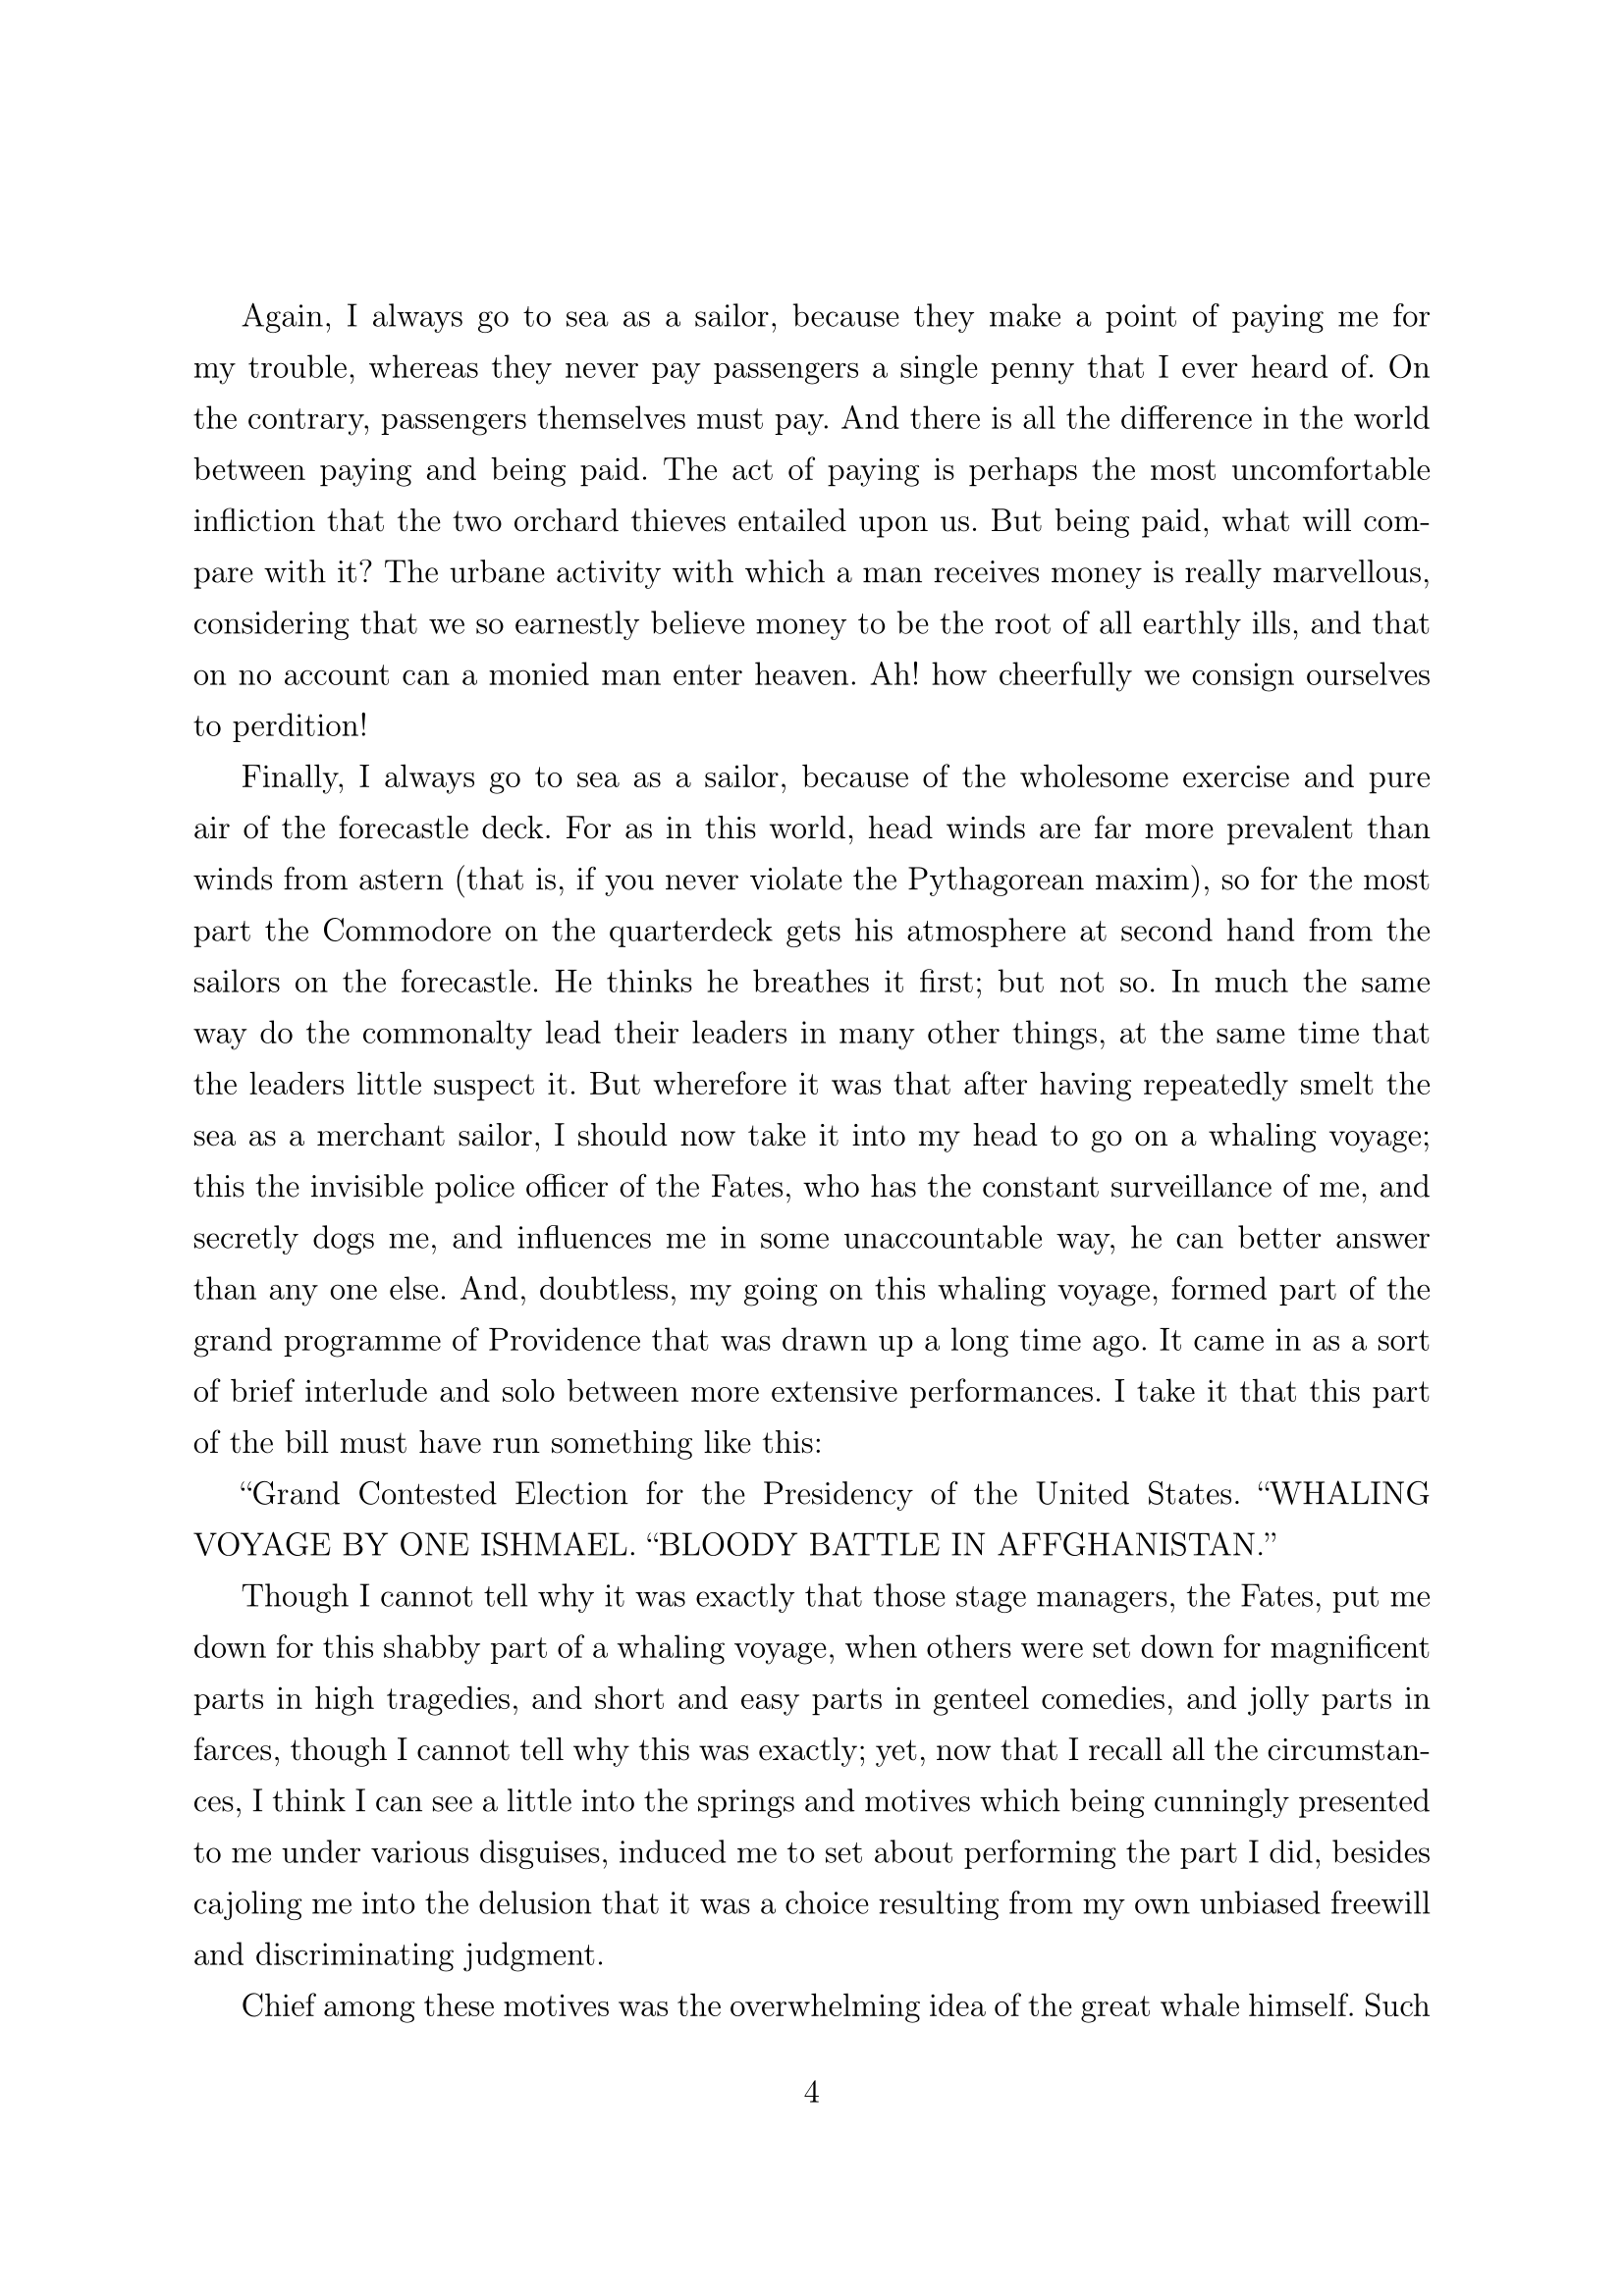 Again, I always go to sea as a sailor, because they make a point of paying me for
my trouble, whereas they never pay passengers a single penny that I ever heard of. On
the contrary, passengers themselves must pay. And there is all the difference in the world
between paying and being paid. The act of paying is perhaps the most uncomfortable
infliction that the two orchard thieves entailed upon us. But being paid, what will com-
pare with it? The urbane activity with which a man receives money is really marvellous,
considering that we so earnestly believe money to be the root of all earthly ills, and that
on no account can a monied man enter heaven. Ah! how cheerfully we consign ourselves
to perdition!
Finally, I always go to sea as a sailor, because of the wholesome exercise and pure
air of the forecastle deck. For as in this world, head winds are far more prevalent than
winds from astern (that is, if you never violate the Pythagorean maxim), so for the most
part the Commodore on the quarterdeck gets his atmosphere at second hand from the
sailors on the forecastle. He thinks he breathes it first; but not so. In much the same
way do the commonalty lead their leaders in many other things, at the same time that
the leaders little suspect it. But wherefore it was that after having repeatedly smelt the
sea as a merchant sailor, I should now take it into my head to go on a whaling voyage;
this the invisible police officer of the Fates, who has the constant surveillance of me, and
secretly dogs me, and influences me in some unaccountable way, he can better answer
than any one else. And, doubtless, my going on this whaling voyage, formed part of the
grand programme of Providence that was drawn up a long time ago. It came in as a sort
of brief interlude and solo between more extensive performances. I take it that this part
of the bill must have run something like this:
“Grand Contested Election for the Presidency of the United States. “WHALING
VOYAGE BY ONE ISHMAEL. “BLOODY BATTLE IN AFFGHANISTAN.”
Though I cannot tell why it was exactly that those stage managers, the Fates, put me
down for this shabby part of a whaling voyage, when others were set down for magnificent
parts in high tragedies, and short and easy parts in genteel comedies, and jolly parts in
farces, though I cannot tell why this was exactly; yet, now that I recall all the circumstan-
ces, I think I can see a little into the springs and motives which being cunningly presented
to me under various disguises, induced me to set about performing the part I did, besides
cajoling me into the delusion that it was a choice resulting from my own unbiased freewill
and discriminating judgment.
Chief among these motives was the overwhelming idea of the great whale himself. Such
4